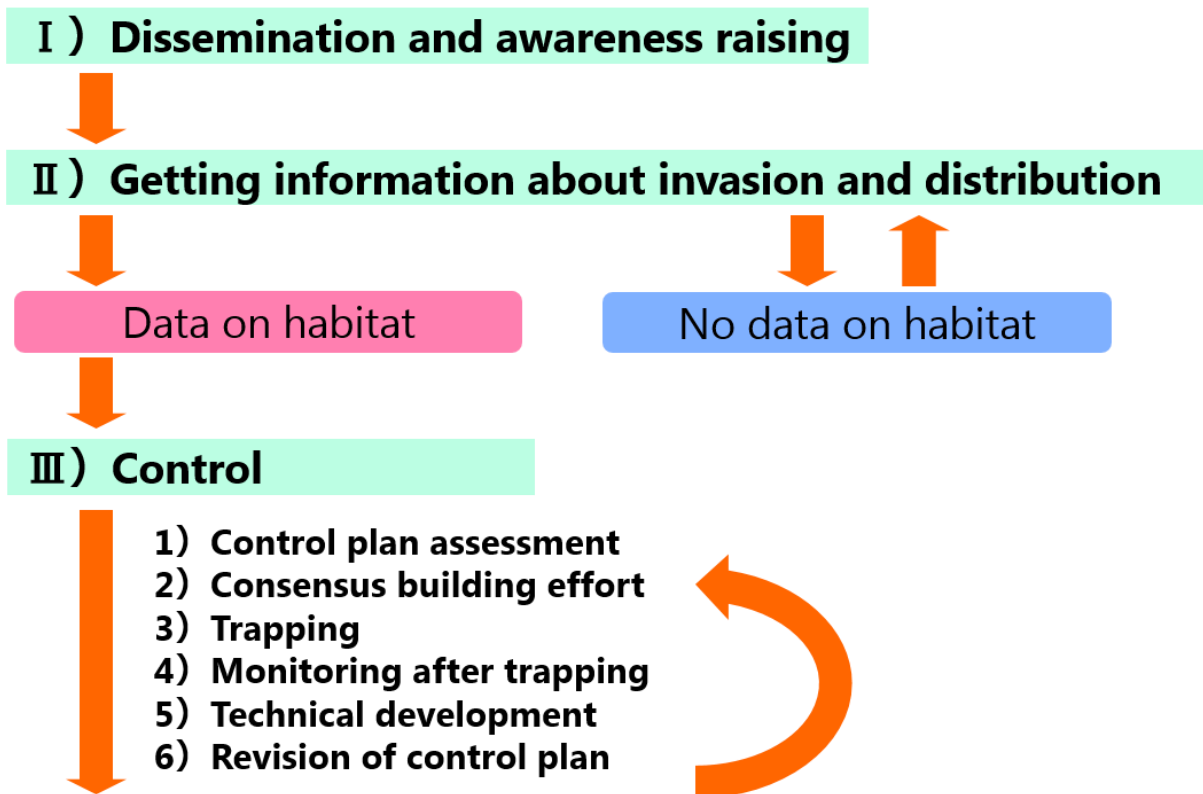 Ⅰ）Dissemination and awareness raising
Ⅱ）Getting information about invasion and distribution
Data on habitat
No data on habitat
Ⅲ）Control
1）Control plan assessment
2）Consensus building effort
3）Trapping
4）Monitoring after trapping
5）Technical development
6）Revision of control plan